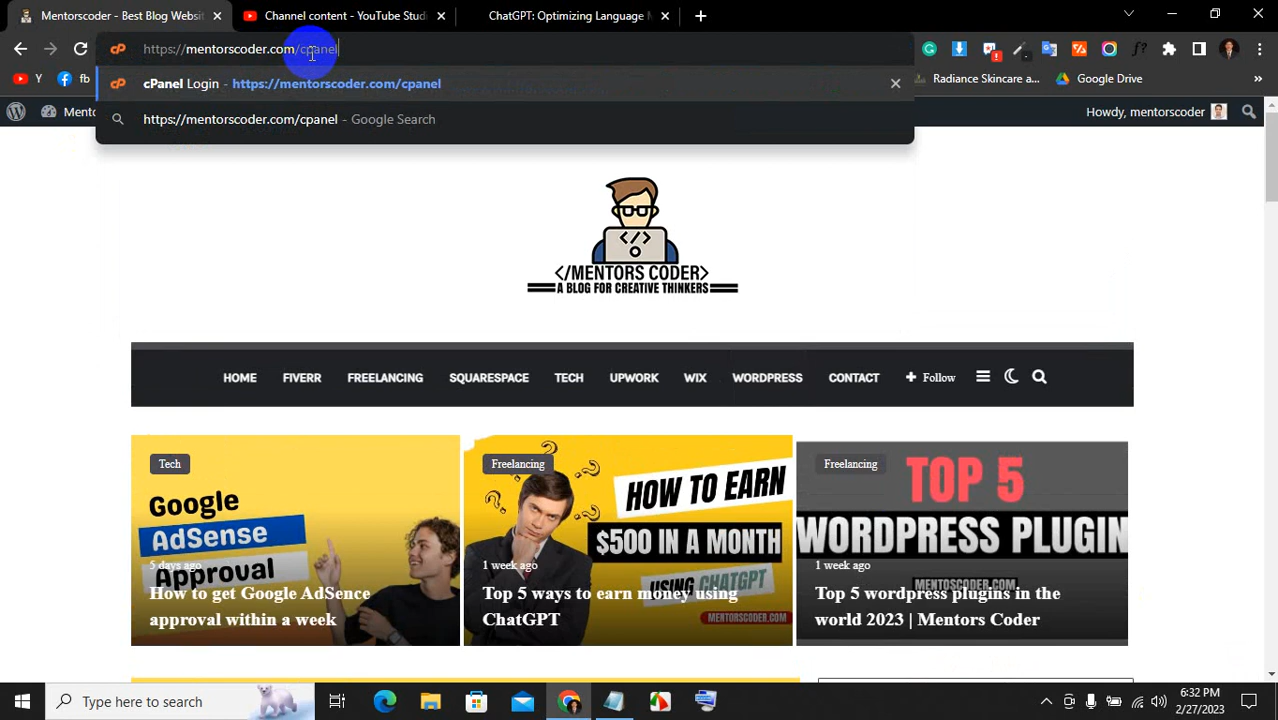 Mentorscoder - Best Blog Websit
Channel content - YouTube Studi
ChatGPT: Optimizing Language M
https://mentorscoder.com/cpanel
cPanel Login - https://mentorscoder.com/cpanel
https://mentorscoder.com/cpanel - Google Search
Y
fb
Radiance Skincare a...
Google Drive
Mento
Howdy, mentorscoder
</MENTORS CODER>
A BLOG FOR CREATIVE THINKERS
HOME
FIVERR
FREELANCING
SQUARESPACE
TECH
UPWORK
WIX
WORDPRESS
CONTACT
+ Follow
Tech
Google
AdSense
Approval
5 days ago
How to get Google AdSense
approval within a week
Freelancing
HOW TO EARN
$500 IN A MONTH
USING CHATGPT
MENTORSCODER.COM
1 week ago
Top 5 ways to earn money using
ChatGPT
Freelancing
TOP 5
WORDPRESS PLUGIN
MENTOSCODER.COM
1 week ago
Top 5 wordpress plugins in the
world 2023 | Mentors Coder
Type here to search
6:32 PM
2/27/2023